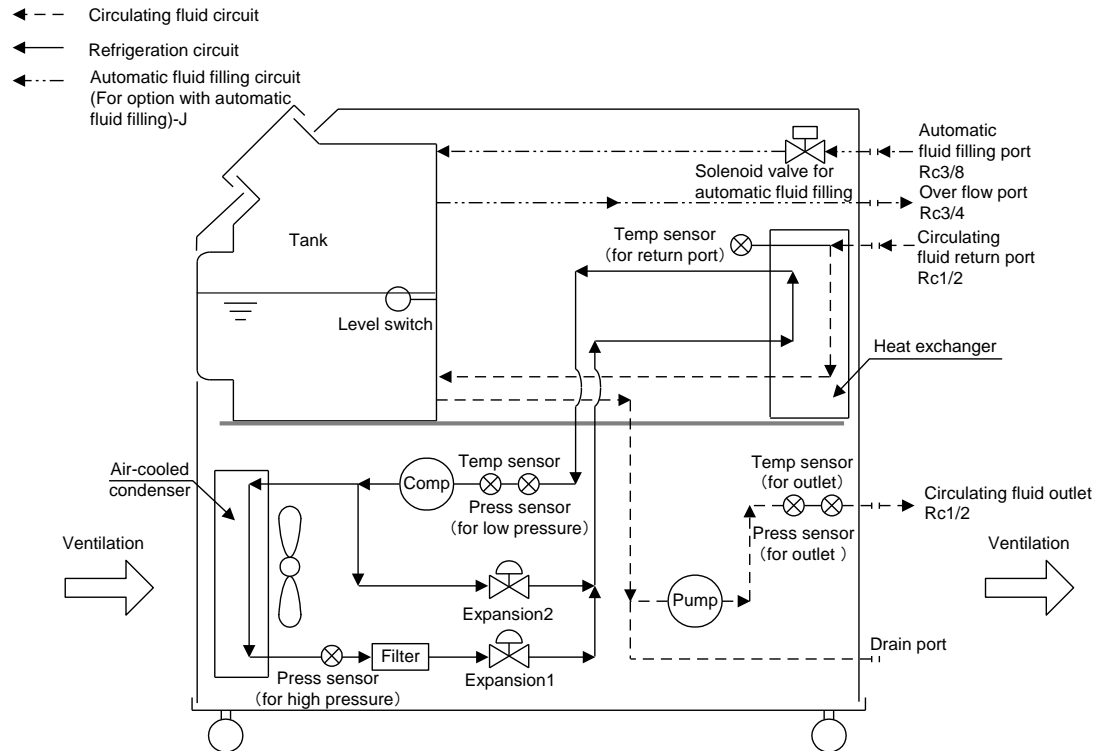 Circulating fluid circuit
Refrigeration circuit
Automatic fluid filling circuit
(For option with automatic
fluid filling)-J
Automatic
fluid filling port
Rc3/8
Solenoid valve for
automatic fluid filling
Over flow port
Rc3/4
Tank
Temp sensor
（for return port）
Circulating
fluid return port
Rc1/2
Level switch
Heat exchanger
Air-cooled
condenser
Comp
Temp sensor
Press sensor
（for low pressure）
Temp sensor
(for outlet)
Press sensor
(for outlet ）
Circulating fluid outlet
Rc1/2
Ventilation
Ventilation
Expansion2
Pump
Filter
Expansion1
Press sensor
（for high pressure）
Drain port